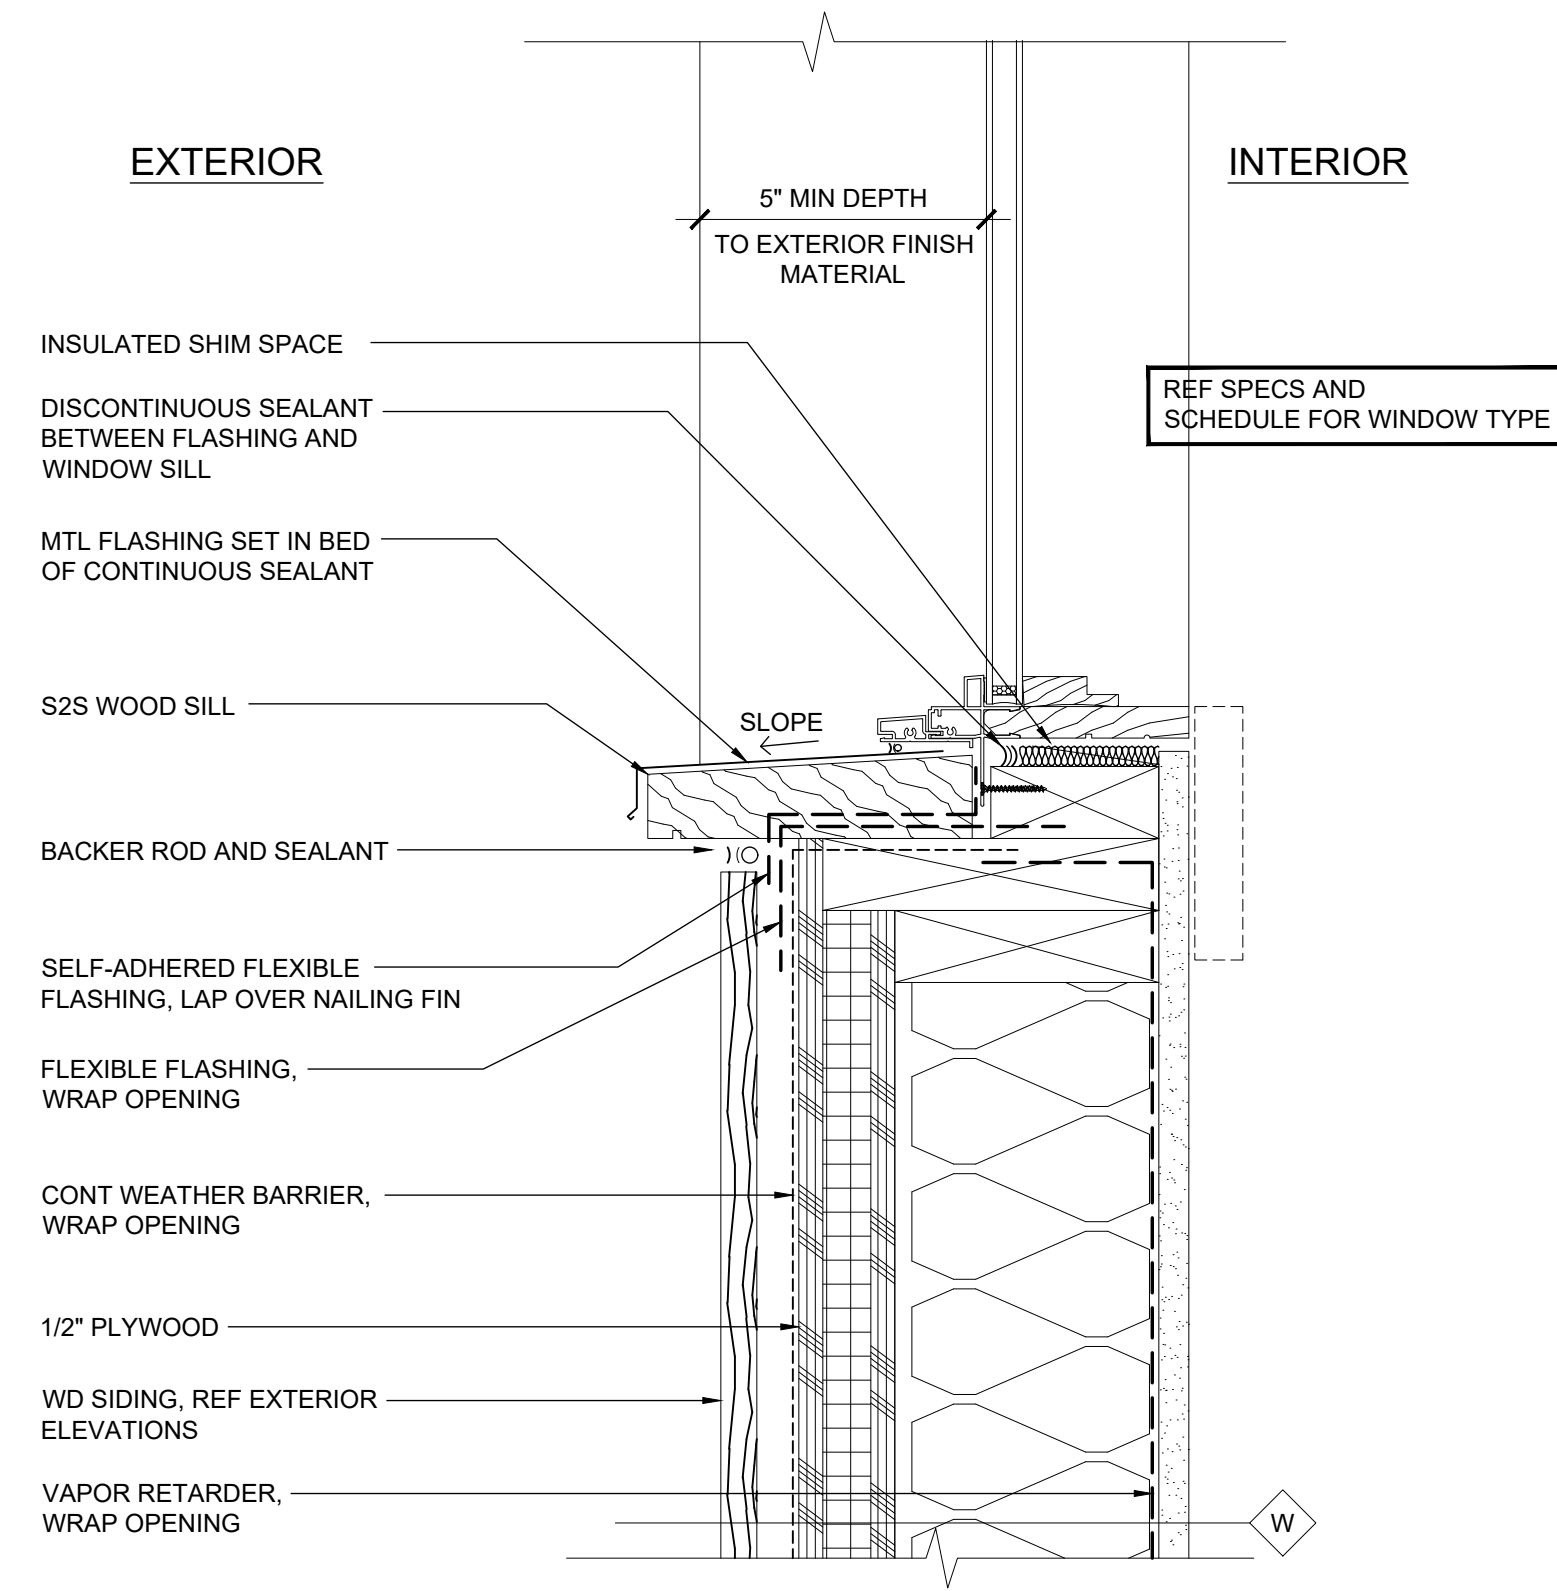 EXTERIOR
INTERIOR
5" MIN DEPTH
TO EXTERIOR FINISH
MATERIAL
INSULATED SHIM SPACE
REF SPECS AND
SCHEDULE FOR WINDOW TYPE
DISCONTINUOUS SEALANT
BETWEEN FLASHING AND
WINDOW SILL
MTL FLASHING SET IN BED
OF CONTINUOUS SEALANT
S2S WOOD SILL
SLOPE
BACKER ROD AND SEALANT
SELF-ADHERED FLEXIBLE
FLASHING, LAP OVER NAILING FIN
FLEXIBLE FLASHING,
WRAP OPENING
CONT WEATHER BARRIER,
WRAP OPENING
1/2" PLYWOOD
WD SIDING, REF EXTERIOR
ELEVATIONS
VAPOR RETARDER,
WRAP OPENING
W